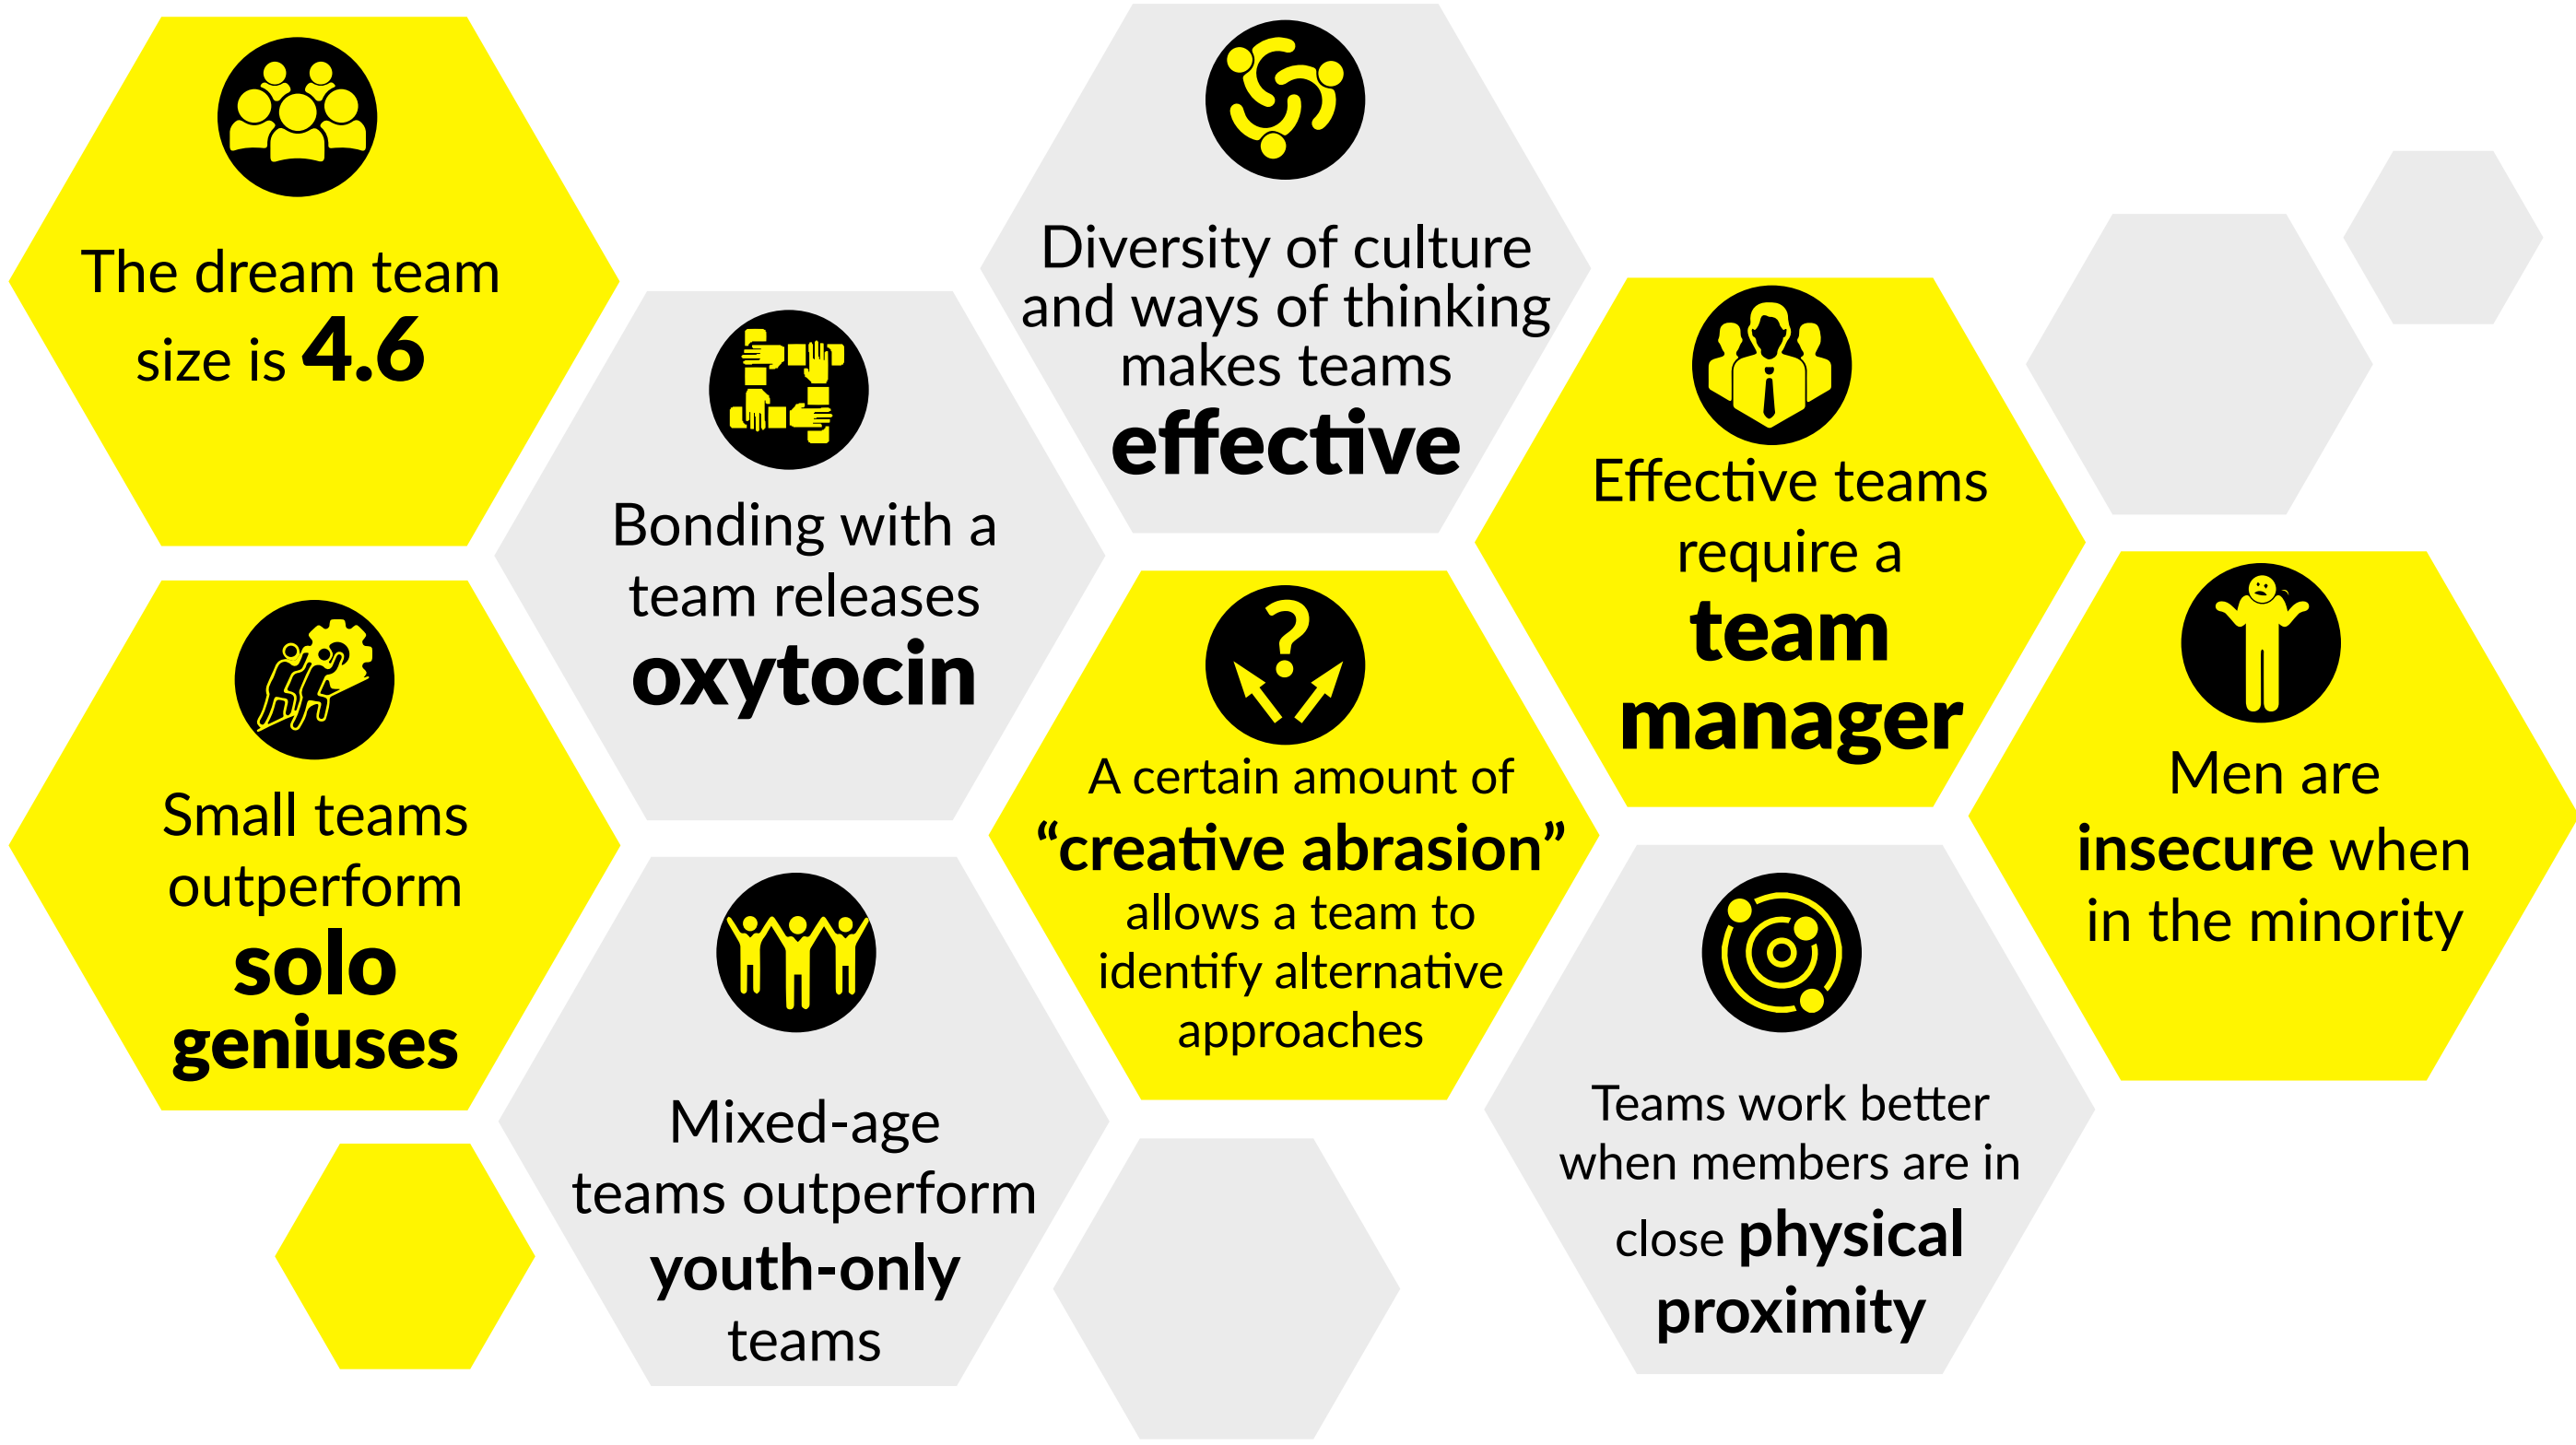 The dream team
size is 4.6
Small teams
outperform
solo
geniuses
Bonding with a
team releases
oxytocin
Mixed-age
teams outperform
youth-only
teams
Diversity of culture
and ways of thinking
makes teams
effective
?
A certain amount of
“creative abrasion”
allows a team to
identify alternative
approaches
Effective teams
require a
team
manager
Teams work better
when members are in
close physical
proximity
Men are
insecure when
in the minority